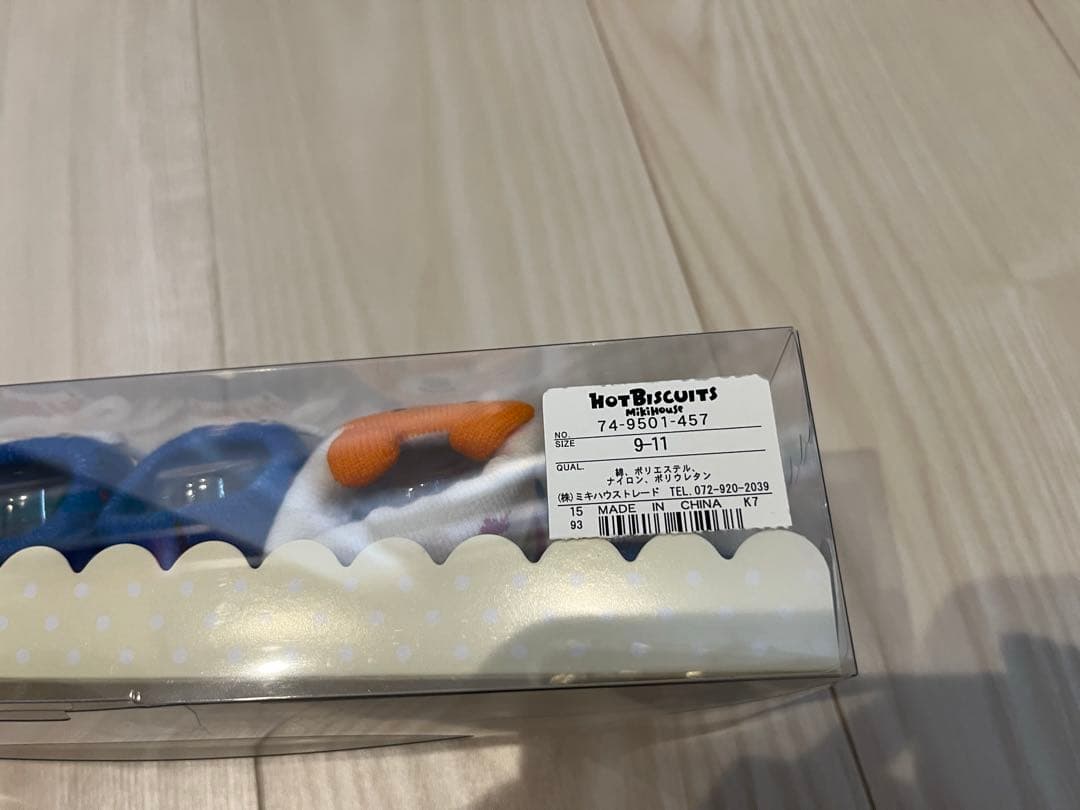 HOT BISCUITS
MIKIHOUSE
NO. 74-9501-457
SIZE 9-11
QUAL. 綿、ポリエステル、
ナイロン、ポリウレタン
(株)ミキハウストレード TEL.072-920-2039
15 MADE IN CHINA K7
93